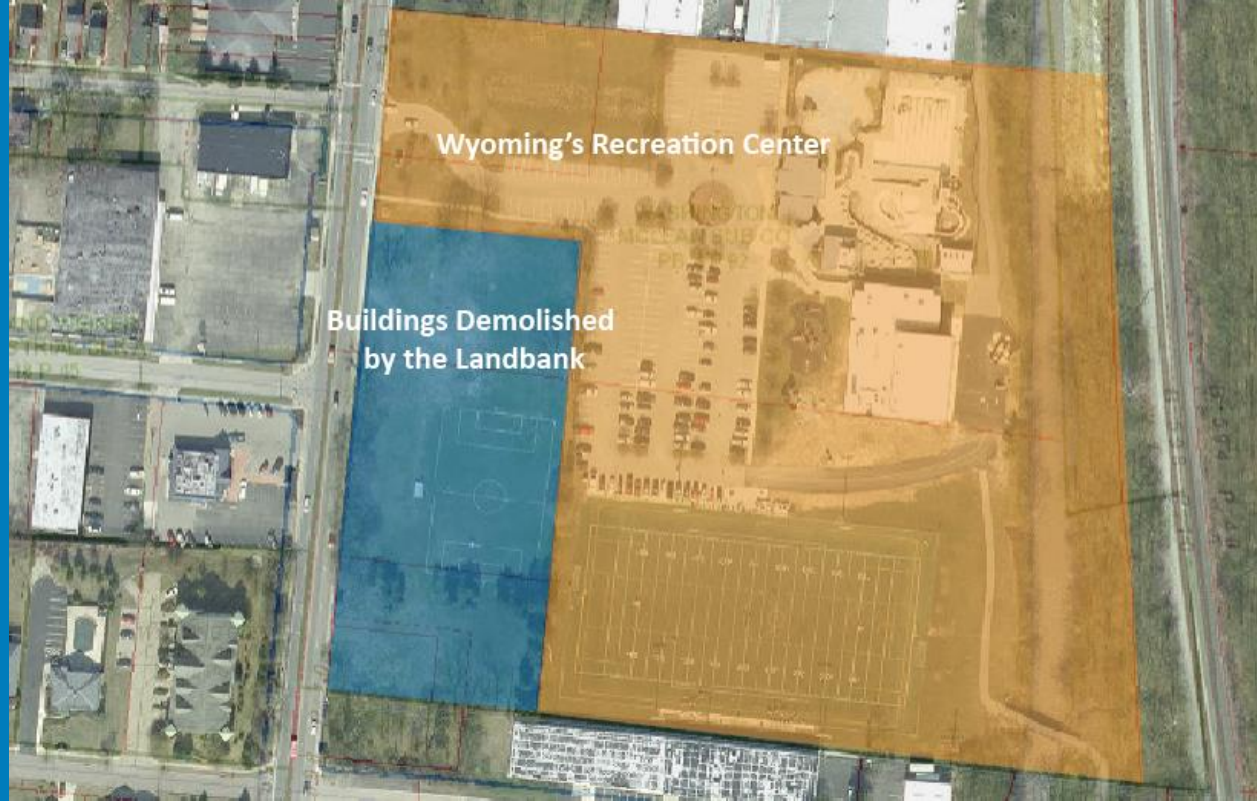 Wyoming's Recreation Center
Buildings Demolished
by the Landbank